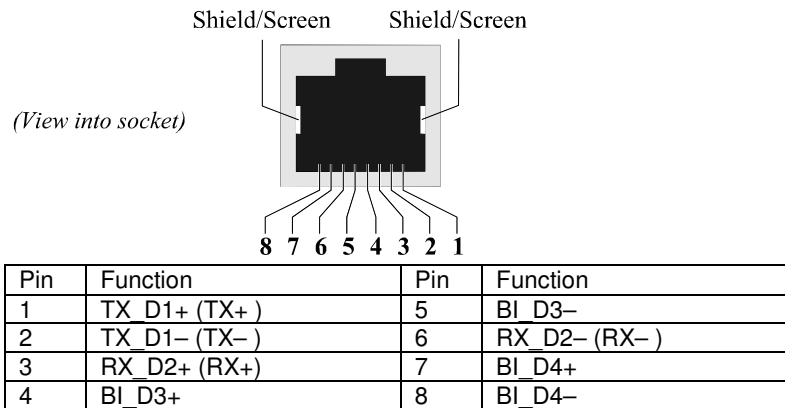 Shield/Screen Shield/Screen
(View into socket)
8 7 6 5 4 3 2 1
Pin Function Pin Function
1 TX_D1+ (TX+ ) 5 BI_D3–
2 TX_D1– (TX– ) 6 RX_D2– (RX– )
3 RX_D2+ (RX+) 7 BI_D4+
4 BI_D3+ 8 BI_D4–